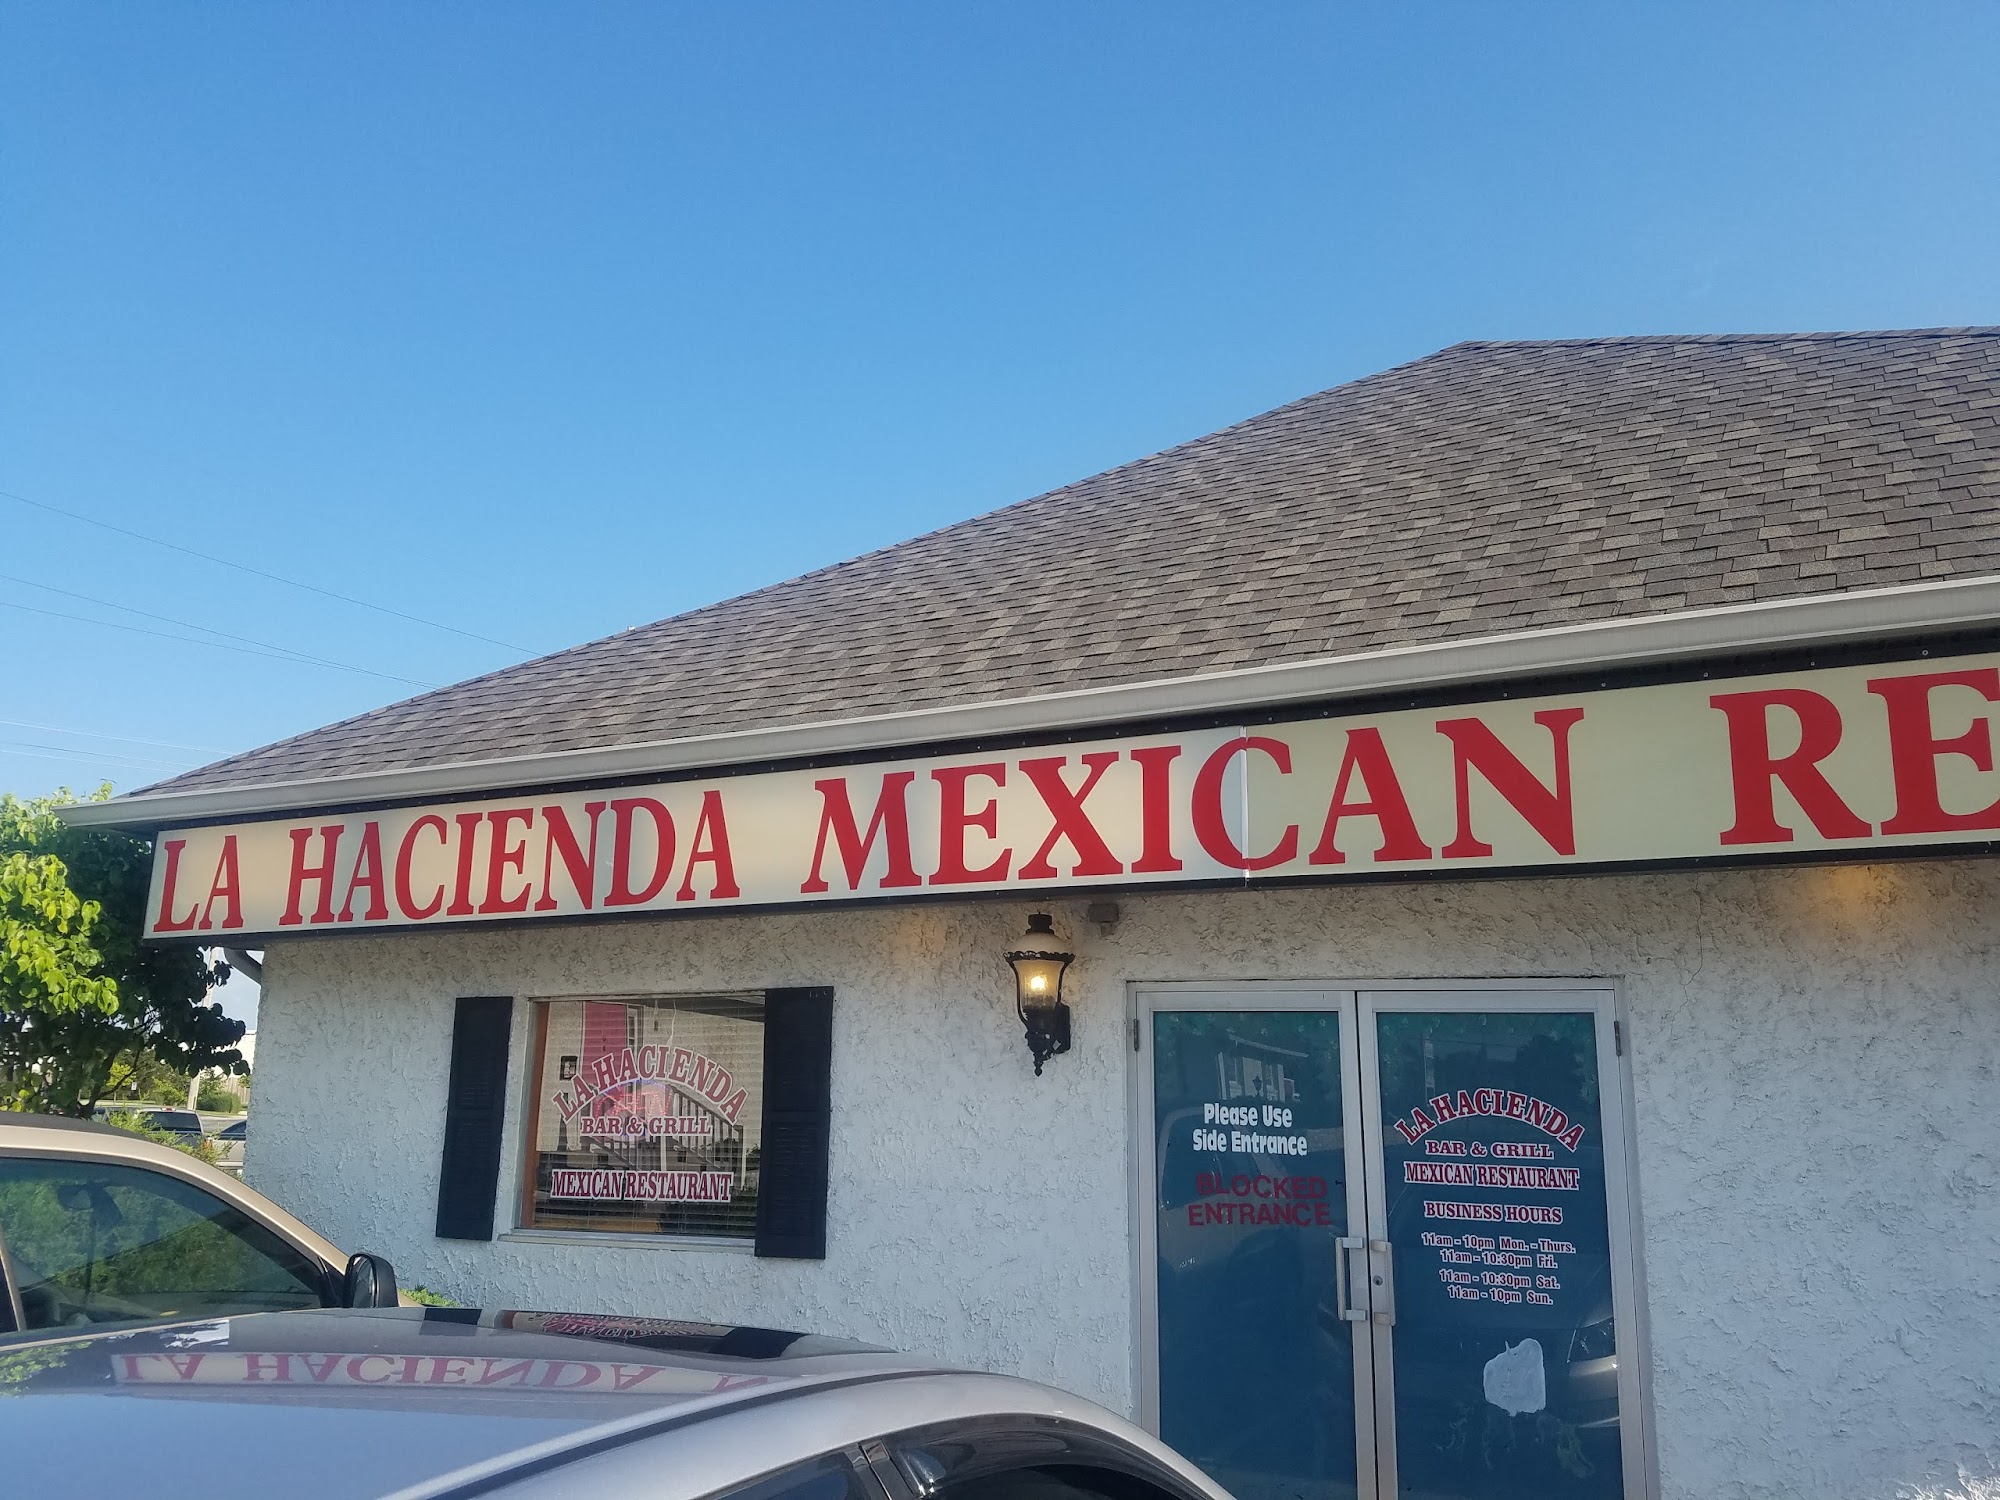 LA HACIENDA MEXICAN RE
LA HACIENDA
BAR & GRILL
MEXICAN RESTAURANT
Please Use
Side Entrance
BLOCKED
ENTRANCE
LA HACIENDA
BAR & GRILL
MEXICAN RESTAURANT
BUSINESS HOURS
11am - 10pm Mon. - Thurs.
11am - 10:30pm Fri.
11am - 10:30pm Sat.
11am - 10pm Sun.
LA HACIENDA